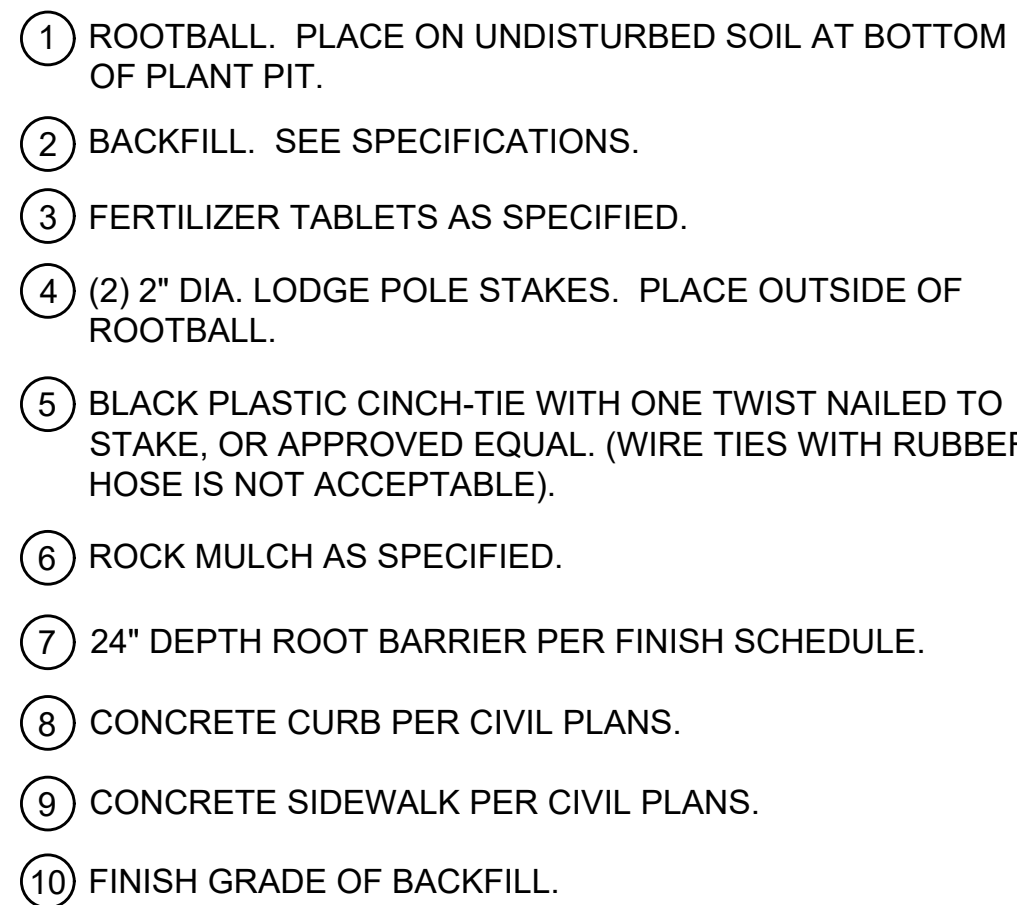 1 ROOTBALL. PLACE ON UNDISTURBED SOIL AT BOTTOM
OF PLANT PIT.
2 BACKFILL. SEE SPECIFICATIONS.
3 FERTILIZER TABLETS AS SPECIFIED.
4 (2) 2" DIA. LODGE POLE STAKES. PLACE OUTSIDE OF
ROOTBALL.
5 BLACK PLASTIC CINCH-TIE WITH ONE TWIST NAILED TO
STAKE, OR APPROVED EQUAL. (WIRE TIES WITH RUBBER
HOSE IS NOT ACCEPTABLE).
6 ROCK MULCH AS SPECIFIED.
7 24" DEPTH ROOT BARRIER PER FINISH SCHEDULE.
8 CONCRETE CURB PER CIVIL PLANS.
9 CONCRETE SIDEWALK PER CIVIL PLANS.
10 FINISH GRADE OF BACKFILL.